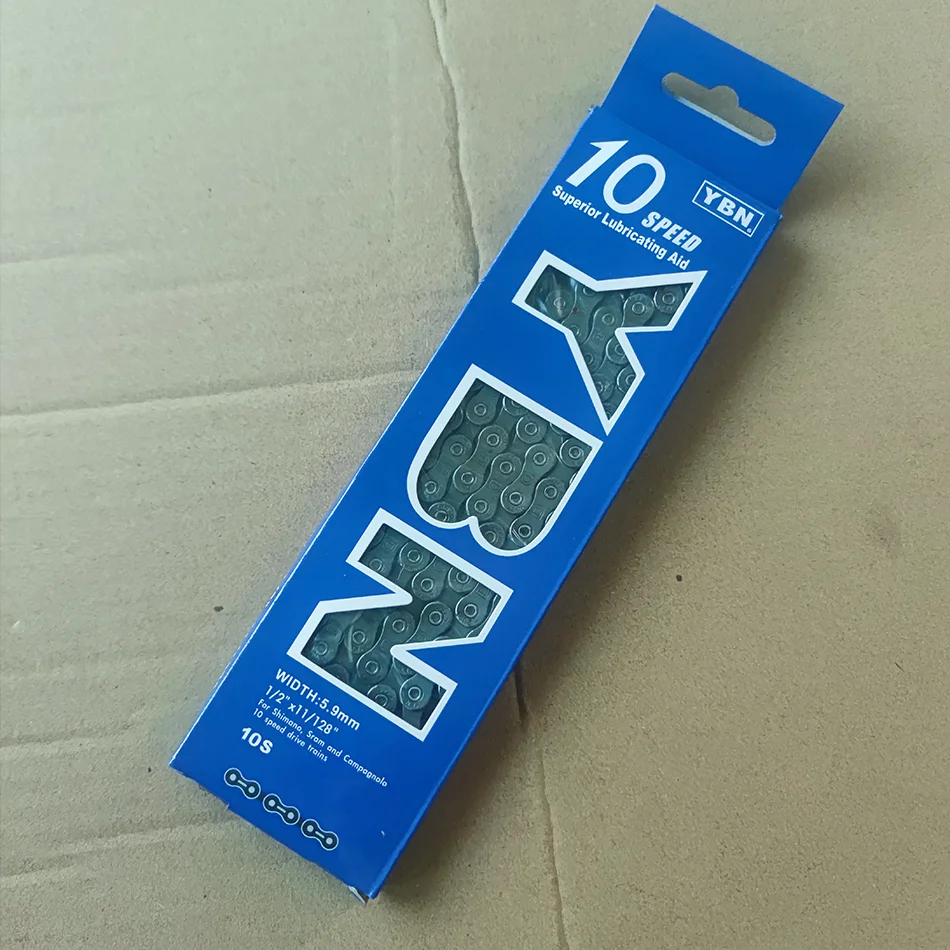 10 SPEED
YBN
Superior Lubricating Aid
YBN
WIDTH:5.9mm
1/2"x11/128"
For Shimano, Sram and Campagnolo
10 speed drive trains
10S